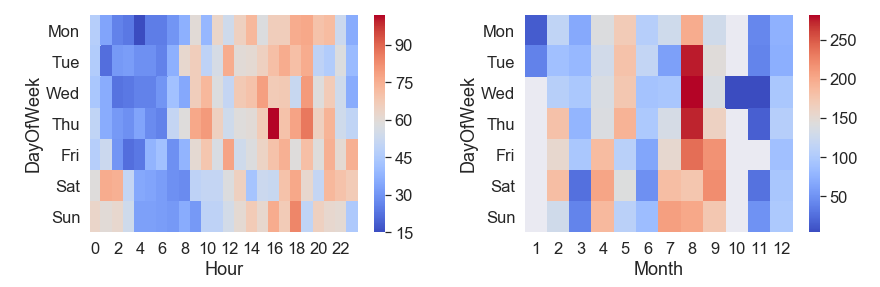 Mon
Tue
Wed
Thu
Fri
Sat
Sun
DayOfWeek
0 2 4 6 8 10 12 14 16 18 20 22
Hour
90
75
60
45
30
15
Mon
Tue
Wed
Thu
Fri
Sat
Sun
DayOfWeek
1 2 3 4 5 6 7 8 9 10 11 12
Month
250
200
150
100
50